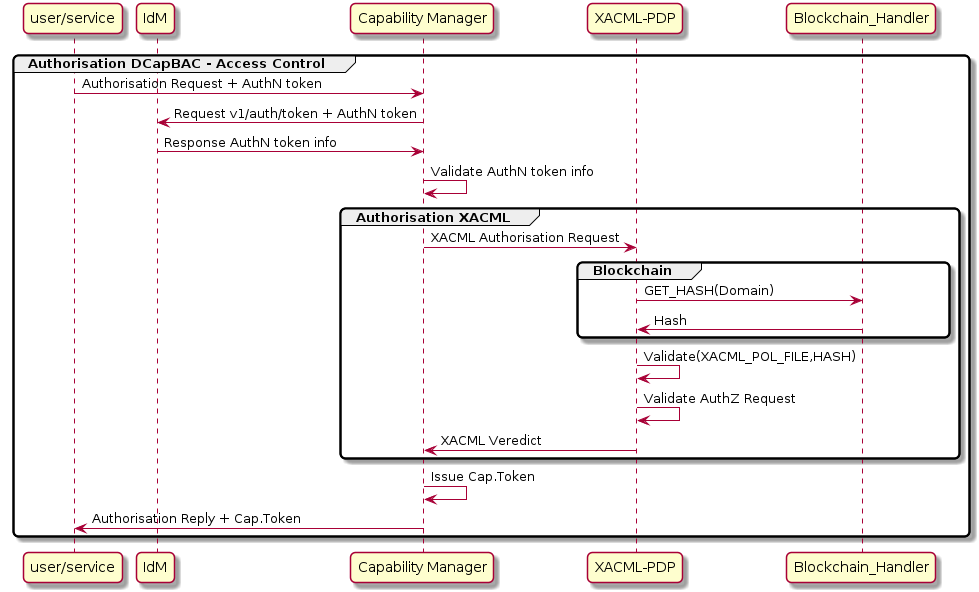 user/service
IdM
Capability Manager
XACML-PDP
Blockchain_Handler
Authorisation DCapBAC - Access Control
Authorisation Request + AuthN token
Request v1/auth/token + AuthN token
Response AuthN token info
Validate AuthN token info
Authorisation XACML
XACML Authorisation Request
Blockchain
GET_HASH(Domain)
Hash
Validate(XACML_POL_FILE,HASH)
Validate AuthZ Request
XACML Veredict
Issue Cap.Token
Authorisation Reply + Cap.Token
user/service
IdM
Capability Manager
XACML-PDP
Blockchain_Handler